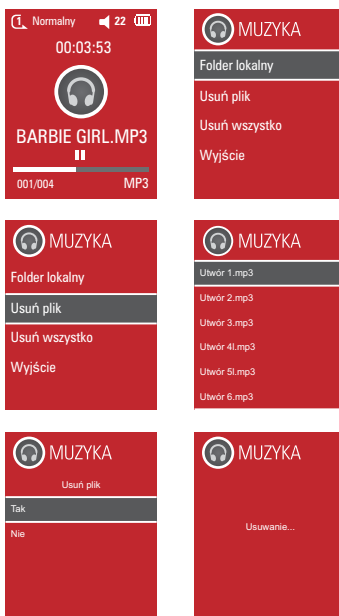 1 Normalny 22
00:03:53
BARBIE GIRL.MP3
001/004 MP3
MUZYKA
Folder lokalny
Usuń plik
Usuń wszystko
Wyjście
MUZYKA
Folder lokalny
Usuń plik
Usuń wszystko
Wyjście
MUZYKA
Utwór 1.mp3
Utwór 2.mp3
Utwór 3.mp3
Utwór 4l.mp3
Utwór 5l.mp3
Utwór 6.mp3
MUZYKA
Usuń plik
Tak
Nie
MUZYKA
Usuwanie...